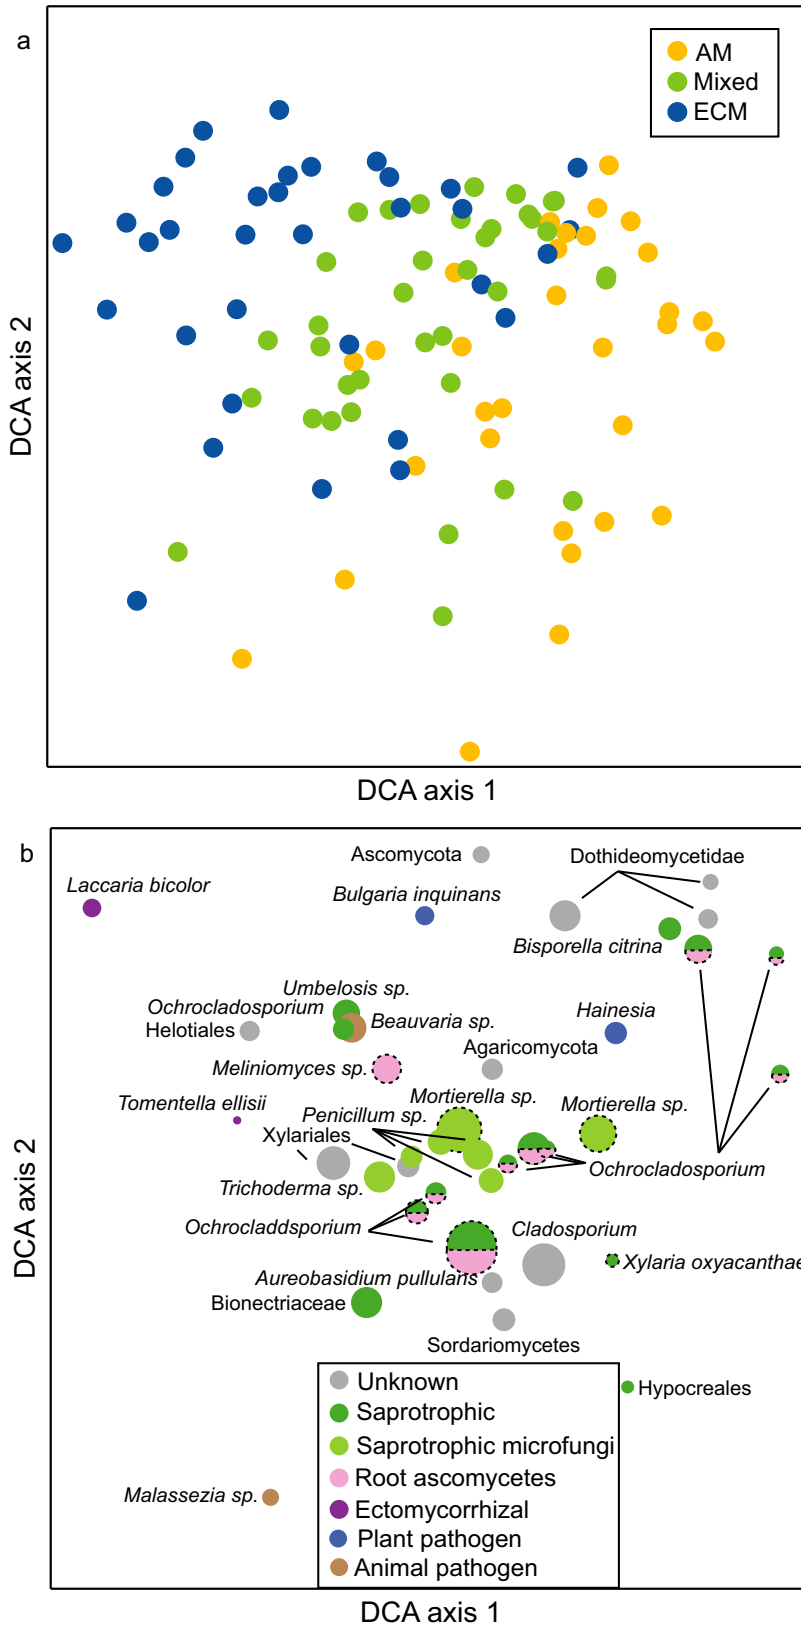 a
AM
Mixed
ECM
DCA axis 2
DCA axis 1
b
Ascomycota
Dothideomycetidae
Laccaria bicolor
Bulgaria inquinans
Bisporella citrina
Umbelosis sp.
Ochrocladosporium
Beauvaria sp.
Hainesia
Helotiales
Agaricomycota
Meliniomyces sp.
Mortierella sp.
Mortierella sp.
Tomentella ellisii
Penicillum sp.
Xylariales
Ochrocladosporium
Trichoderma sp.
Ochrocladdsporium
Cladosporium
Xylaria oxyacanthae
Aureobasidium pullularis
Bionectriaceae
Sordariomycetes
Unknown
Hypocreales
Saprotrophic
Saprotrophic microfungi
Root ascomycetes
Malassezia sp.
Ectomycorrhizal
Plant pathogen
Animal pathogen
DCA axis 2
DCA axis 1